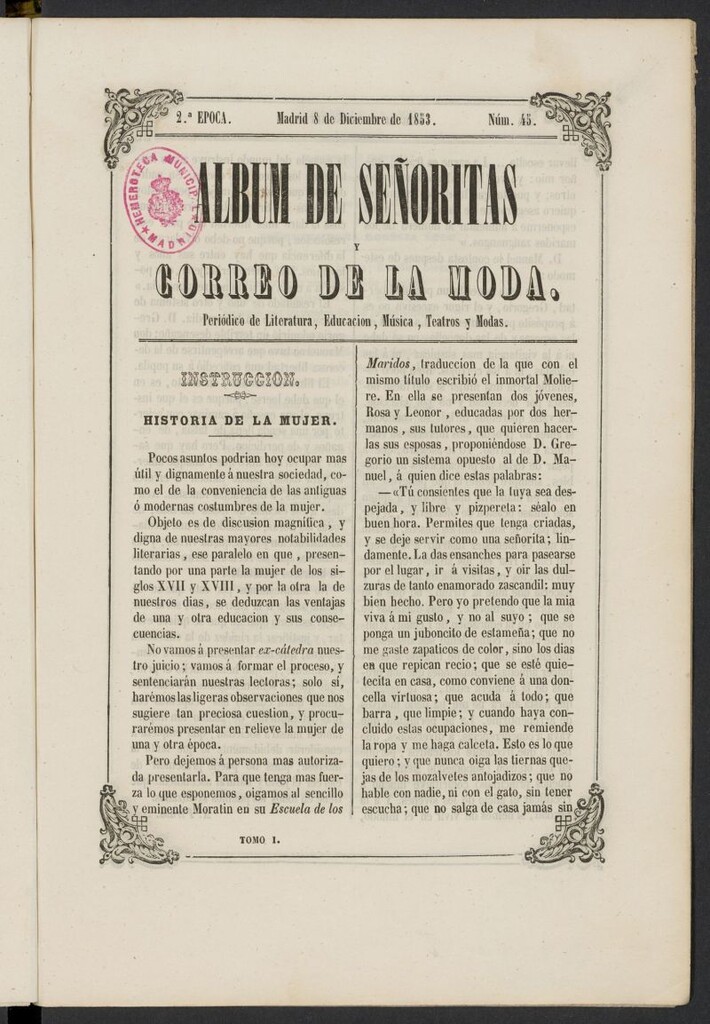 2.ª EPOCA. Madrid 8 de Diciembre de 1853. Núm. 45.
HEMEROTECA MUNICIPAL
MADRID
ALBUM DE SEÑORITAS
Y
CORREO DE LA MODA.
Periódico de Literatura, Educacion, Música, Teatros y Modas.
INSTRUCCION.
HISTORIA DE LA MUJER.
Pocos asuntos podrian hoy ocupar mas
útil y dignamente á nuestra sociedad, co-
mo el de la conveniencia de las antiguas
ó modernas costumbres de la mujer.
Objeto es de discusion magnífica, y
digna de nuestras mayores notabilidades
literarias, ese paralelo en que, presen-
tando por una parte la mujer de los si-
glos XVII y XVIII, y por la otra la de
nuestros dias, se deduzcan las ventajas
de una y otra educacion y sus conse-
cuencias.
No vamos á presentar ex-cátedra nues-
tro juicio; vamos á formar el proceso, y
sentenciarán nuestras lectoras; solo sí,
harémos las ligeras observaciones que nos
sugiere tan preciosa cuestion, y procu-
rarémos presentar en relieve la mujer de
una y otra época.
Pero dejemos á persona mas autoriza-
da presentarla. Para que tenga mas fuer-
za lo que esponemos, oigamos al sencillo
y eminente Moratin en su Escuela de los
TOMO I.
Maridos, traduccion de la que con el
mismo título escribió el inmortal Molie-
re. En ella se presentan dos jóvenes,
Rosa y Leonor, educadas por dos her-
manos, sus tutores, que quieren hacer-
las sus esposas, proponiéndose D. Gre-
gorio un sistema opuesto al de D. Ma-
nuel, á quien dice estas palabras:
—«Tú consientes que la tuya sea des-
pejada, y libre y pizpereta: séalo en
buen hora. Permites que tenga criadas,
y se deje servir como una señorita; lin-
damente. La das ensanches para pasearse
por el lugar, ir á visitas, y oir las dul-
zuras de tanto enamorado zascandil: muy
bien hecho. Pero yo pretendo que la mia
viva á mi gusto, y no al suyo; que se
ponga un juboncito de estameña; que no
me gaste zapaticos de color, sino los dias
en que repican recio; que se esté quie-
tecita en casa, como conviene á una don-
cella virtuosa; que acuda á todo; que
barra, que limpie; y cuando haya con-
cluido estas ocupaciones, me remiende
la ropa y me haga calceta. Esto es lo que
quiero; y que nunca oiga las tiernas que-
jas de los mozalvetes antojadizos; que no
hable con nadie, ni con el gato, sin tener
escucha; que no salga de casa jamás sin